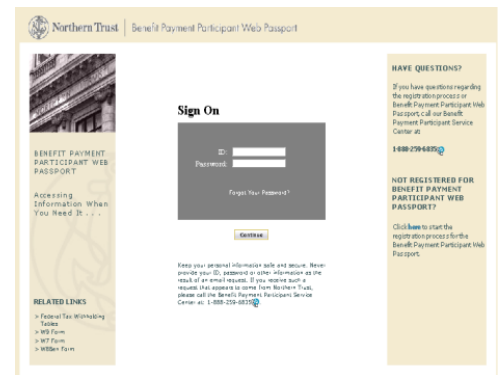 Northern Trust
Benefit Payment Participant Web Passport
BENEFIT PAYMENT
PARTICIPANT WEB
PASSPORT
Accessing
Information When
You Need It . . .
RELATED LINKS
> Federal Tax Withholding
Tables
> W9 Form
> W7 Form
> W8Ben Form
Sign On
ID:
Password:
Forgot Your Password?
Continue
Keep your personal information safe and secure. Never
provide your ID, password or other information as the
result of an email request. If you receive such a
request that appears to come from Northern Trust,
please call the Benefit Payment Participant Service
Center at: 1-888-259-6835
HAVE QUESTIONS?
If you have questions regarding
the registration process or
Benefit Payment Participant Web
Passport, call our Benefit
Payment Participant Service
Center at:
1-888-259-6835
NOT REGISTERED FOR
BENEFIT PAYMENT
PARTICIPANT WEB
PASSPORT?
Click here to start the
registration process for the
Benefit Payment Participant Web
Passport.